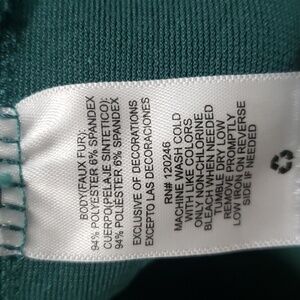 BODY(FAUX FUR):
94% POLYESTER 6% SPANDEX
CUERPO(PELAJE SINTETICO):
94% POLIÉSTER 6% SPANDEX
EXCLUSIVE OF DECORATIONS
EXCEPTO LAS DECORACIONES
RN# 120246
MACHINE WASH COLD
WITH LIKE COLORS
ONLY NON-CHLORINE
BLEACH WHEN NEEDED
TUMBLE DRY LOW
REMOVE PROMPTLY
LOW IRON ON REVERSE
SIDE IF NEEDED